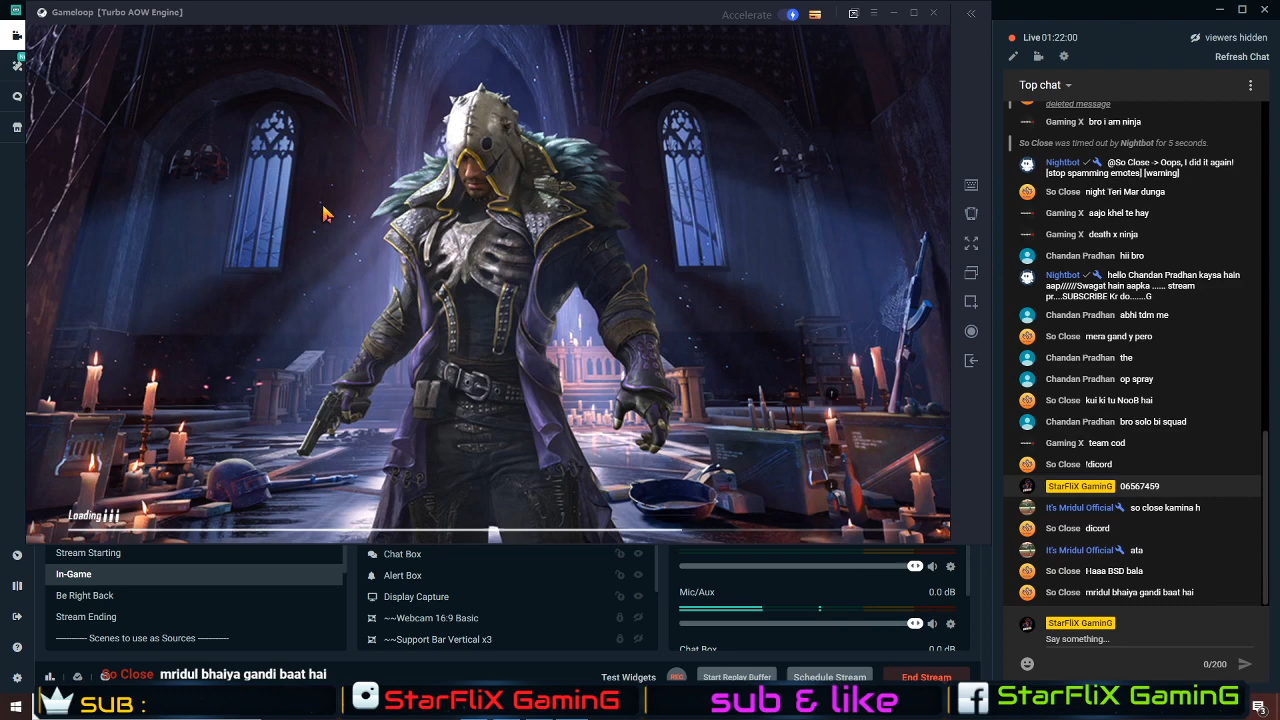 Gameloop [Turbo AOW Engine]
Accelerate
Loading
Stream Starting
In-Game
Be Right Back
Stream Ending
---------- Scenes to use as Sources ----------
Chat Box
Alert Box
Display Capture
~~Webcam 16:9 Basic
~~Support Bar Vertical x3
Mic/Aux
0.0 dB
Chat Box
0.0 dB
Test Widgets
REC
Start Replay Buffer
Schedule Stream
End Stream
So Close mridul bhaiya gandi baat hai
SUB :
StarFliX GaminG
sub & like
StarFliX GaminG
Live 01:22:00
viewers hidden
Refresh Chat
Top chat
deleted message
Gaming X bro i am ninja
So Close was timed out by Nightbot for 5 seconds.
Nightbot @So Close -> Oops, I did it again!
[stop spamming emotes] [warning]
So Close night Teri Mar dunga
Gaming X aajo khel te hay
Gaming X death x ninja
Chandan Pradhan hii bro
Nightbot hello Chandan Pradhan kaysa hain
aap//////Swagat hain aapka ...... stream
pr....SUBSCRIBE Kr do.......G
Chandan Pradhan abhi tdm me
So Close mera gand y pero
Chandan Pradhan the
Chandan Pradhan op spray
So Close kui ki tu NooB hai
Chandan Pradhan bro solo bi squad
Gaming X team cod
So Close !dicord
StarFliX GaminG 06567459
It's Mridul Official so close kamina h
So Close dicord
It's Mridul Official ata
So Close Haaa BSD bala
So Close mridul bhaiya gandi baat hai
StarFliX GaminG
Say something...
0/200